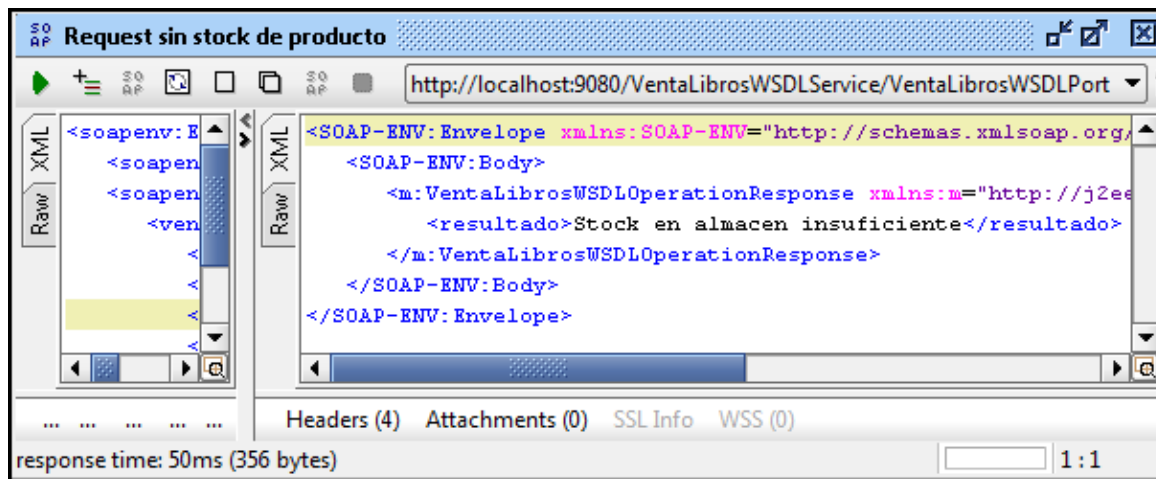 SOAP Request sin stock de producto
SOAP SOAP http://localhost:9080/VentaLibrosWSDLService/VentaLibrosWSDLPort
XML
Raw
<soapenv:E
<soapen
<soapen
<ven
<
<
<
<
XML
Raw
<SOAP-ENV:Envelope xmlns:SOAP-ENV="http://schemas.xmlsoap.org/
<SOAP-ENV:Body>
<m:VentaLibrosWSDLOperationResponse xmlns:m="http://j2ee
<resultado>Stock en almacen insuficiente</resultado>
</m:VentaLibrosWSDLOperationResponse>
</SOAP-ENV:Body>
</SOAP-ENV:Envelope>
... ... ... ... ... Headers (4) Attachments (0) SSL Info WSS (0)
response time: 50ms (356 bytes) 1:1